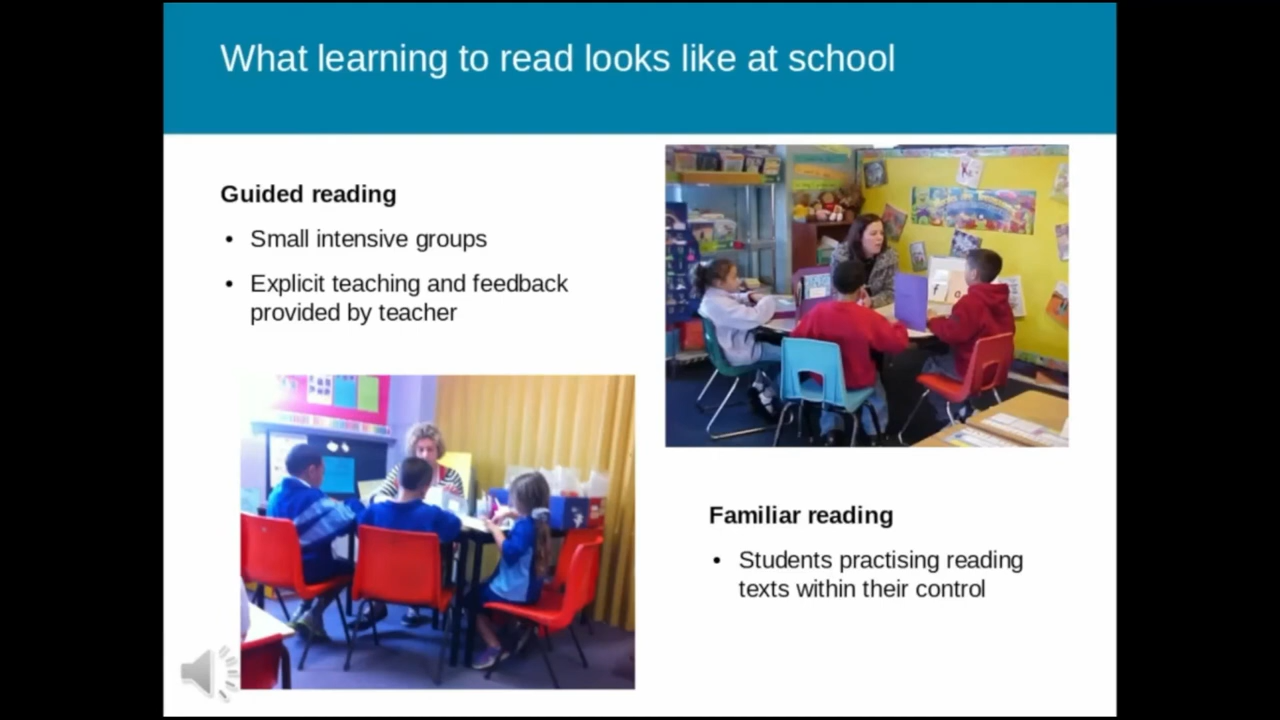 What learning to read looks like at school
Guided reading
• Small intensive groups
• Explicit teaching and feedback
provided by teacher
Familiar reading
• Students practising reading
texts within their control